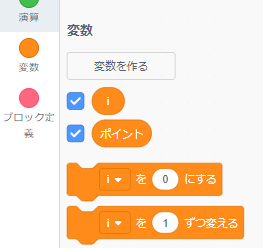 演算
変数
ブロック定
義
変数
変数を作る
i
ポイント
i を 0 にする
i を 1 ずつ変える